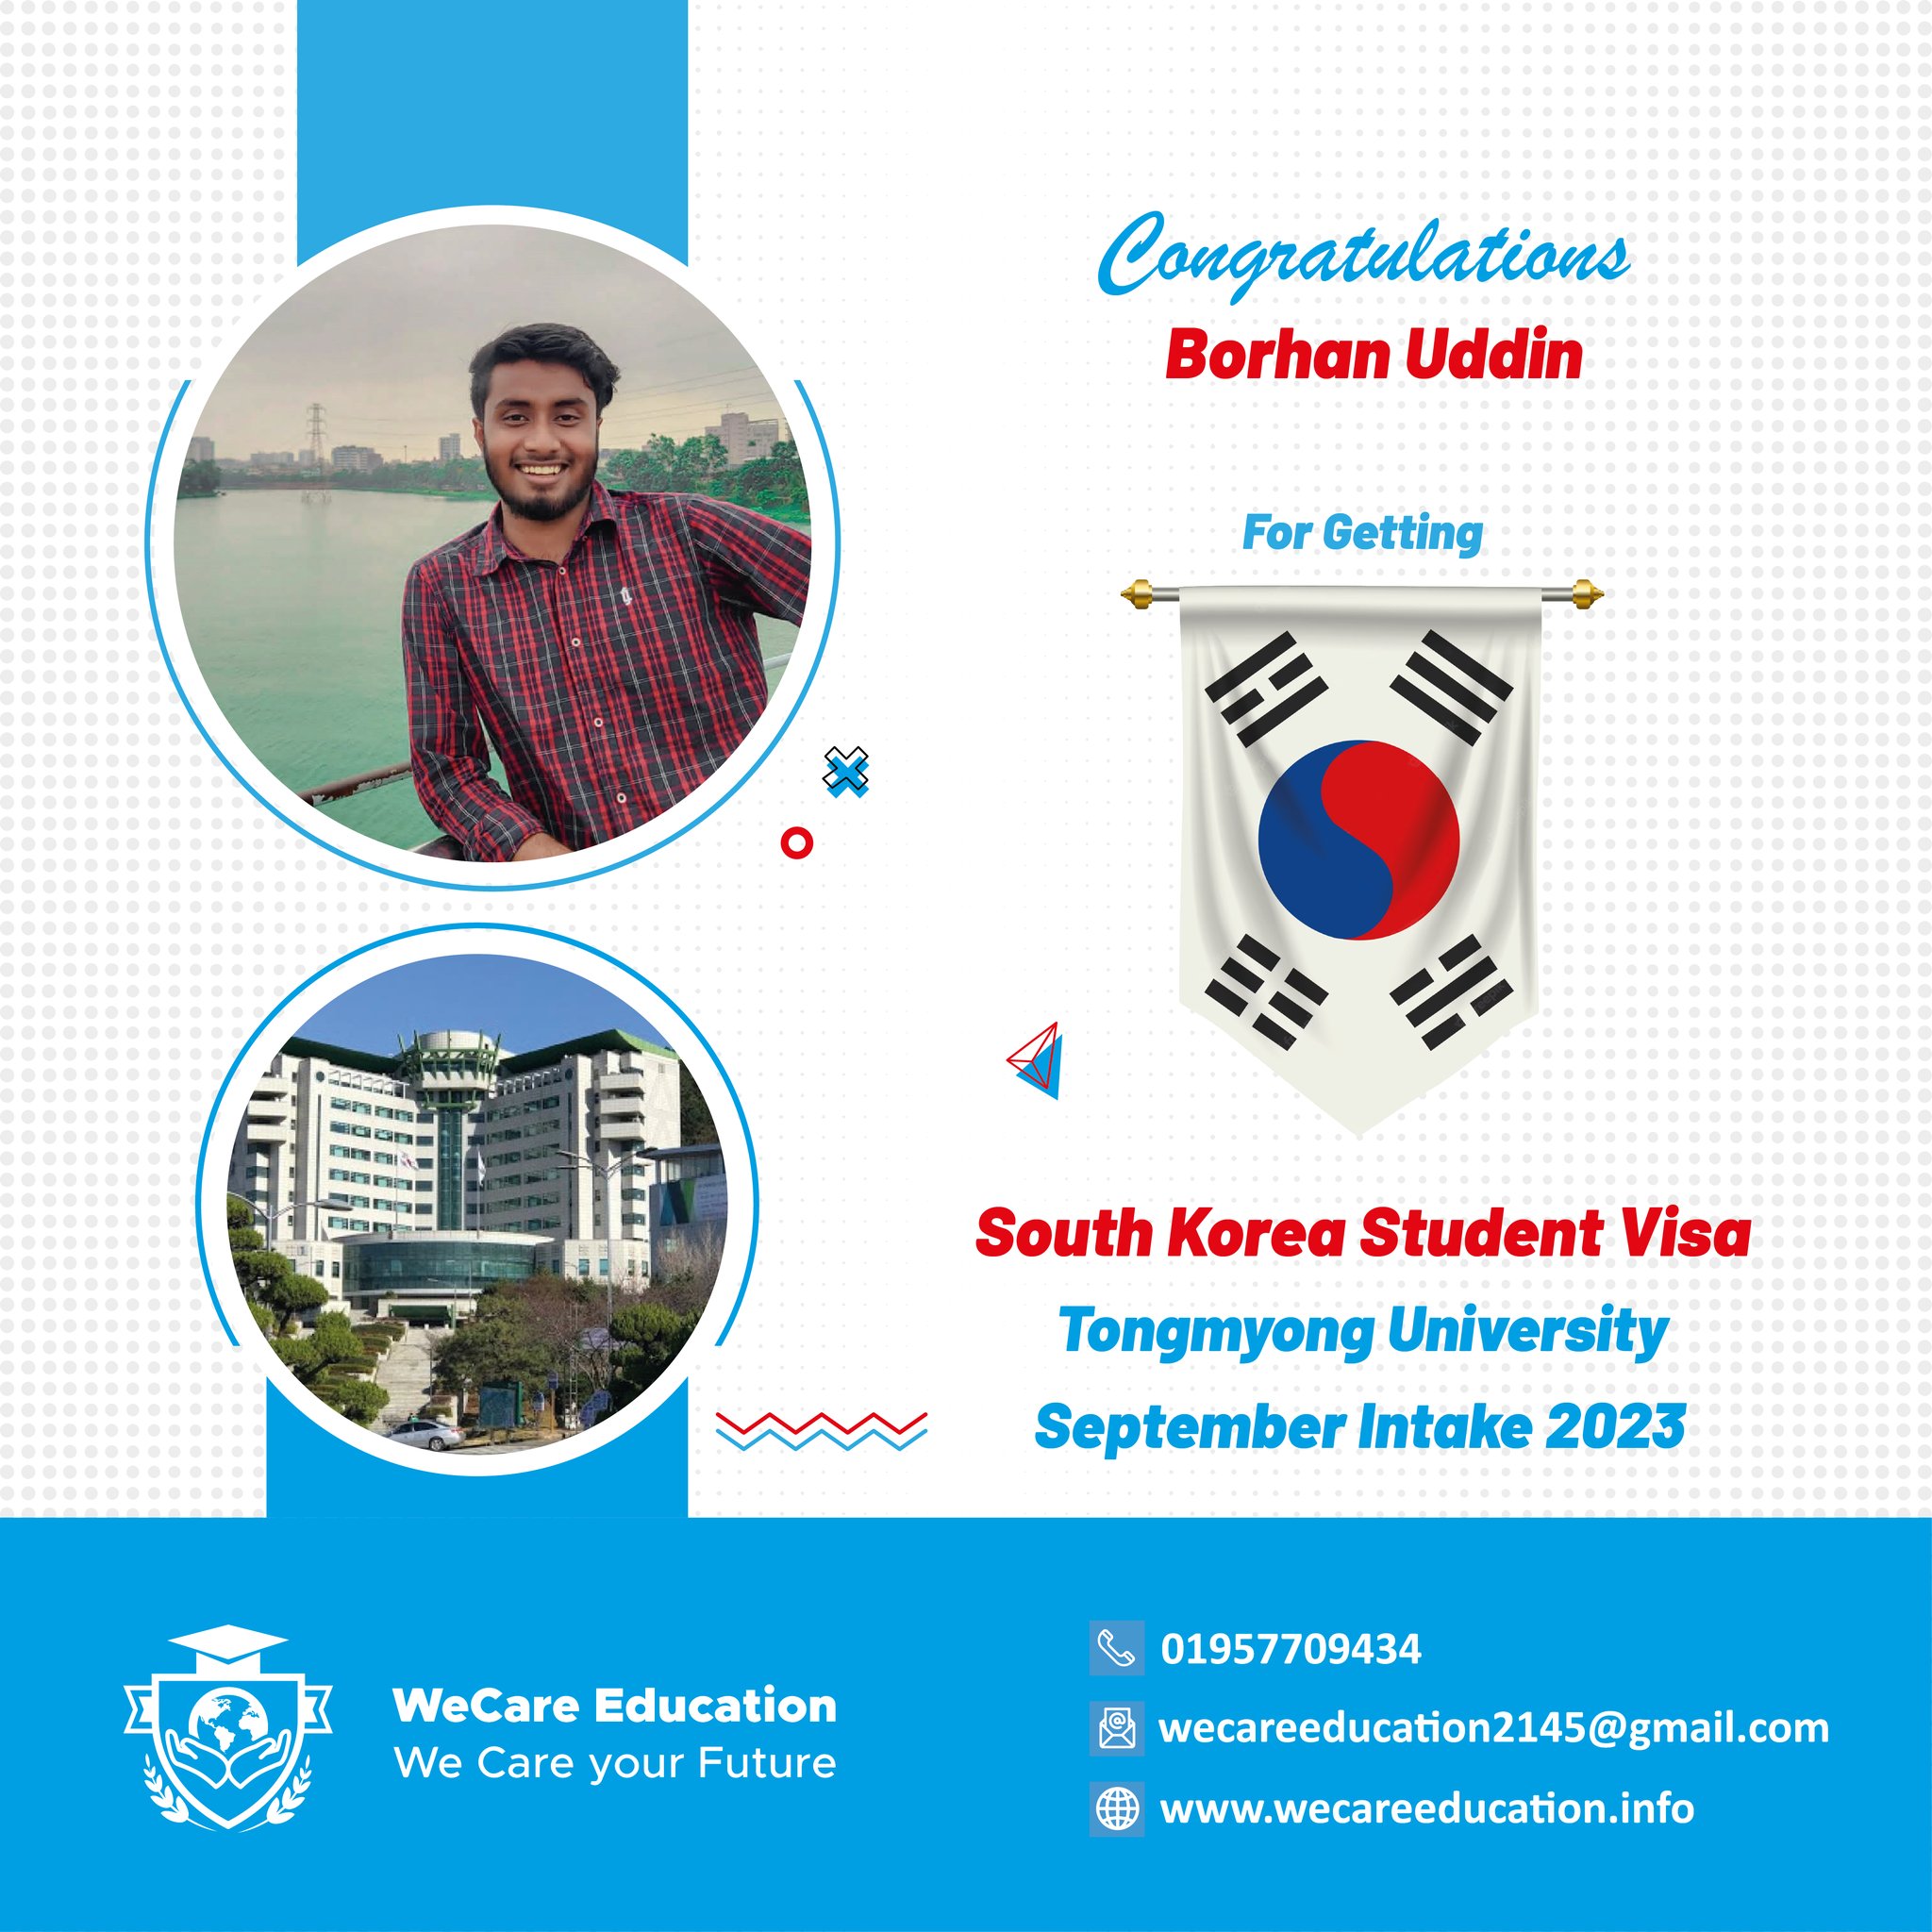 Congratulations
Borhan Uddin
For Getting
South Korea Student Visa
Tongmyong University
September Intake 2023
WeCare Education
We Care your Future
01957709434
wecareeducation2145@gmail.com
www.wecareeducation.info